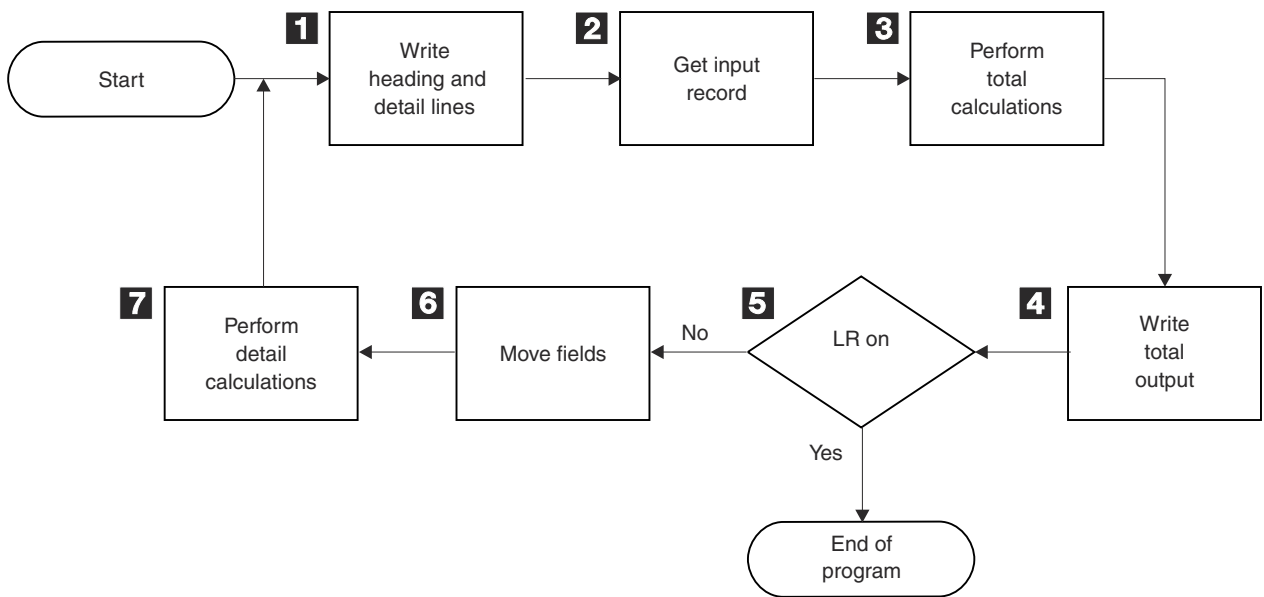 Start
1
Write
heading and
detail lines
2
Get input
record
3
Perform
total
calculations
4
Write
total
output
5
LR on
No
Yes
6
Move fields
7
Perform
detail
calculations
End of
program